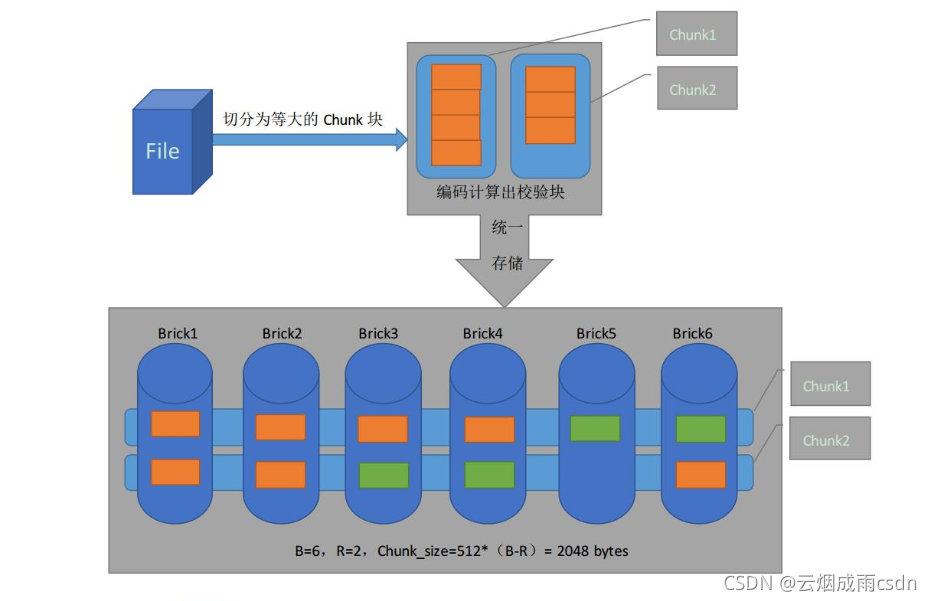 Chunk1
Chunk2
切分为等大的 Chunk 块
File
编码计算出校验块
统一
存储
Brick1 Brick2 Brick3 Brick4 Brick5 Brick6
Chunk1
Chunk2
B=6，R=2，Chunk_size=512*（B-R）= 2048 bytes
CSDN @云烟成雨csdn